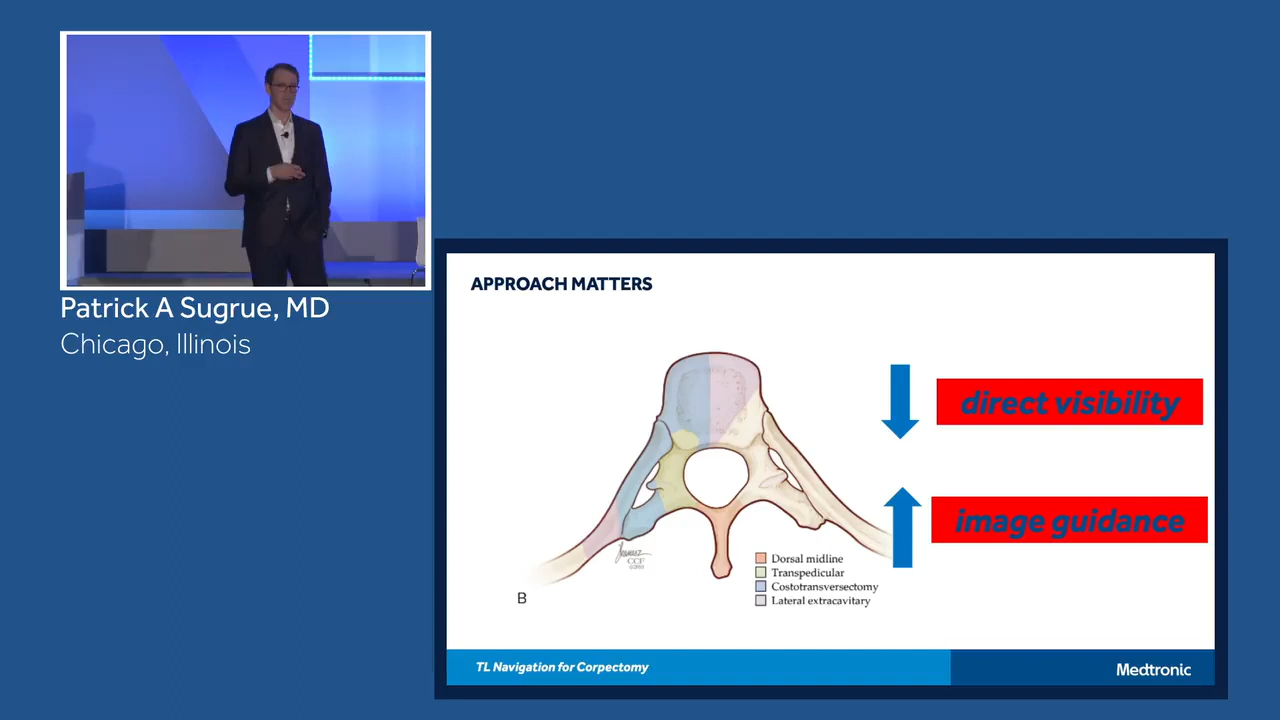 Patrick A Sugrue, MD
Chicago, Illinois
APPROACH MATTERS
direct visibility
image guidance
CCF
Dorsal midline
Transpedicular
Costotransversectomy
Lateral extracavitary
B
TL Navigation for Corpectomy
Medtronic